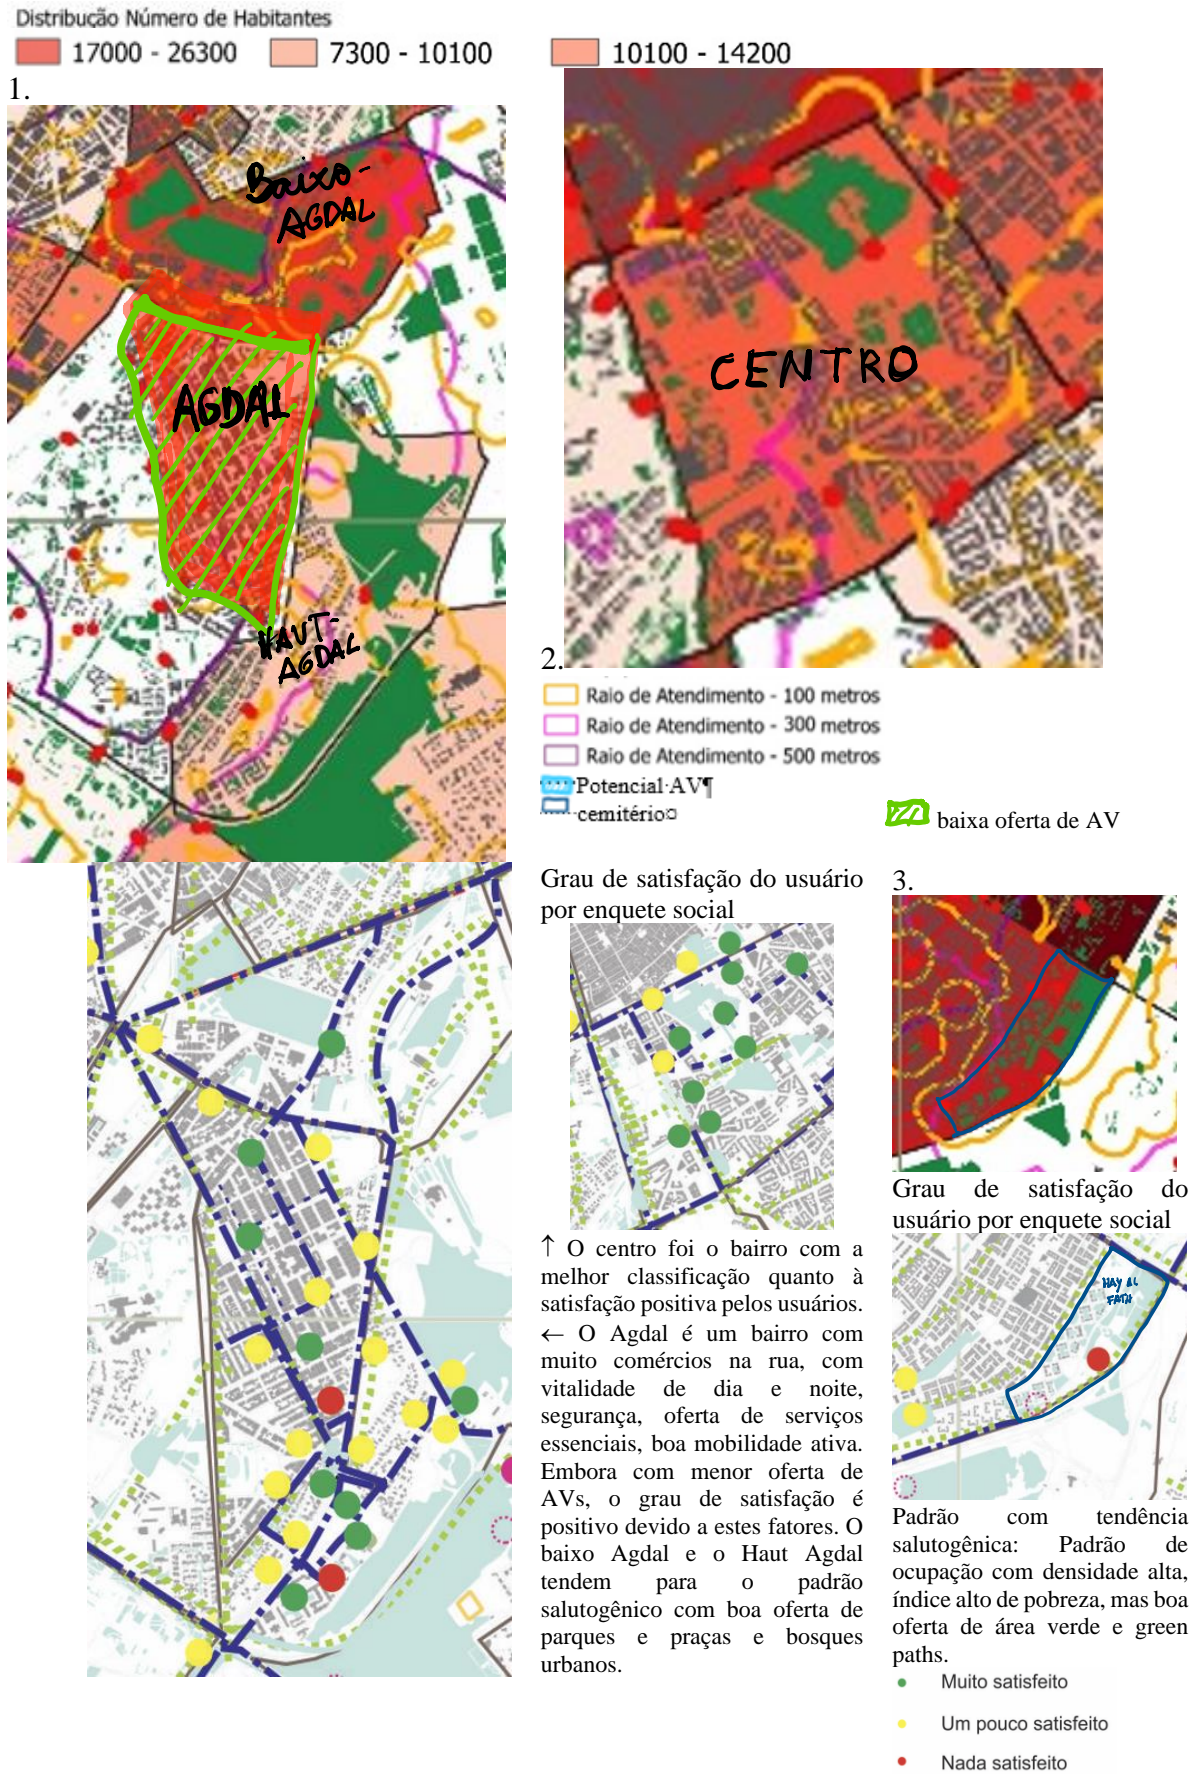 Distribução Número de Habitantes
17000 - 26300
7300 - 10100
10100 - 14200
1.
Baixo-
AGDAL
AGDAL
HAUT-
AGDAL
CENTRO
2.
Raio de Atendimento - 100 metros
Raio de Atendimento - 300 metros
Raio de Atendimento - 500 metros
Potencial·AV¶
cemitério¤
baixa oferta de AV
Grau de satisfação do usuário
por enquete social
↑ O centro foi o bairro com a
melhor classificação quanto à
satisfação positiva pelos usuários.
← O Agdal é um bairro com
muito comércios na rua, com
vitalidade de dia e noite,
segurança, oferta de serviços
essenciais, boa mobilidade ativa.
Embora com menor oferta de
AVs, o grau de satisfação é
positivo devido a estes fatores. O
baixo Agdal e o Haut Agdal
tendem para o padrão
salutogênico com boa oferta de
parques e praças e bosques
urbanos.
3.
Grau de satisfação do
usuário por enquete social
HAY AL
FATH
Padrão com tendência
salutogênica: Padrão de
ocupação com densidade alta,
índice alto de pobreza, mas boa
oferta de área verde e green
paths.
Muito satisfeito
Um pouco satisfeito
Nada satisfeito